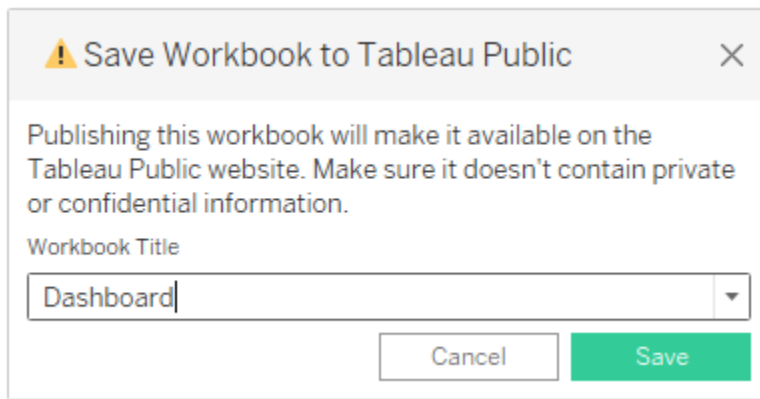 Save Workbook to Tableau Public
Publishing this workbook will make it available on the
Tableau Public website. Make sure it doesn't contain private
or confidential information.
Workbook Title
Dashboard
Cancel
Save